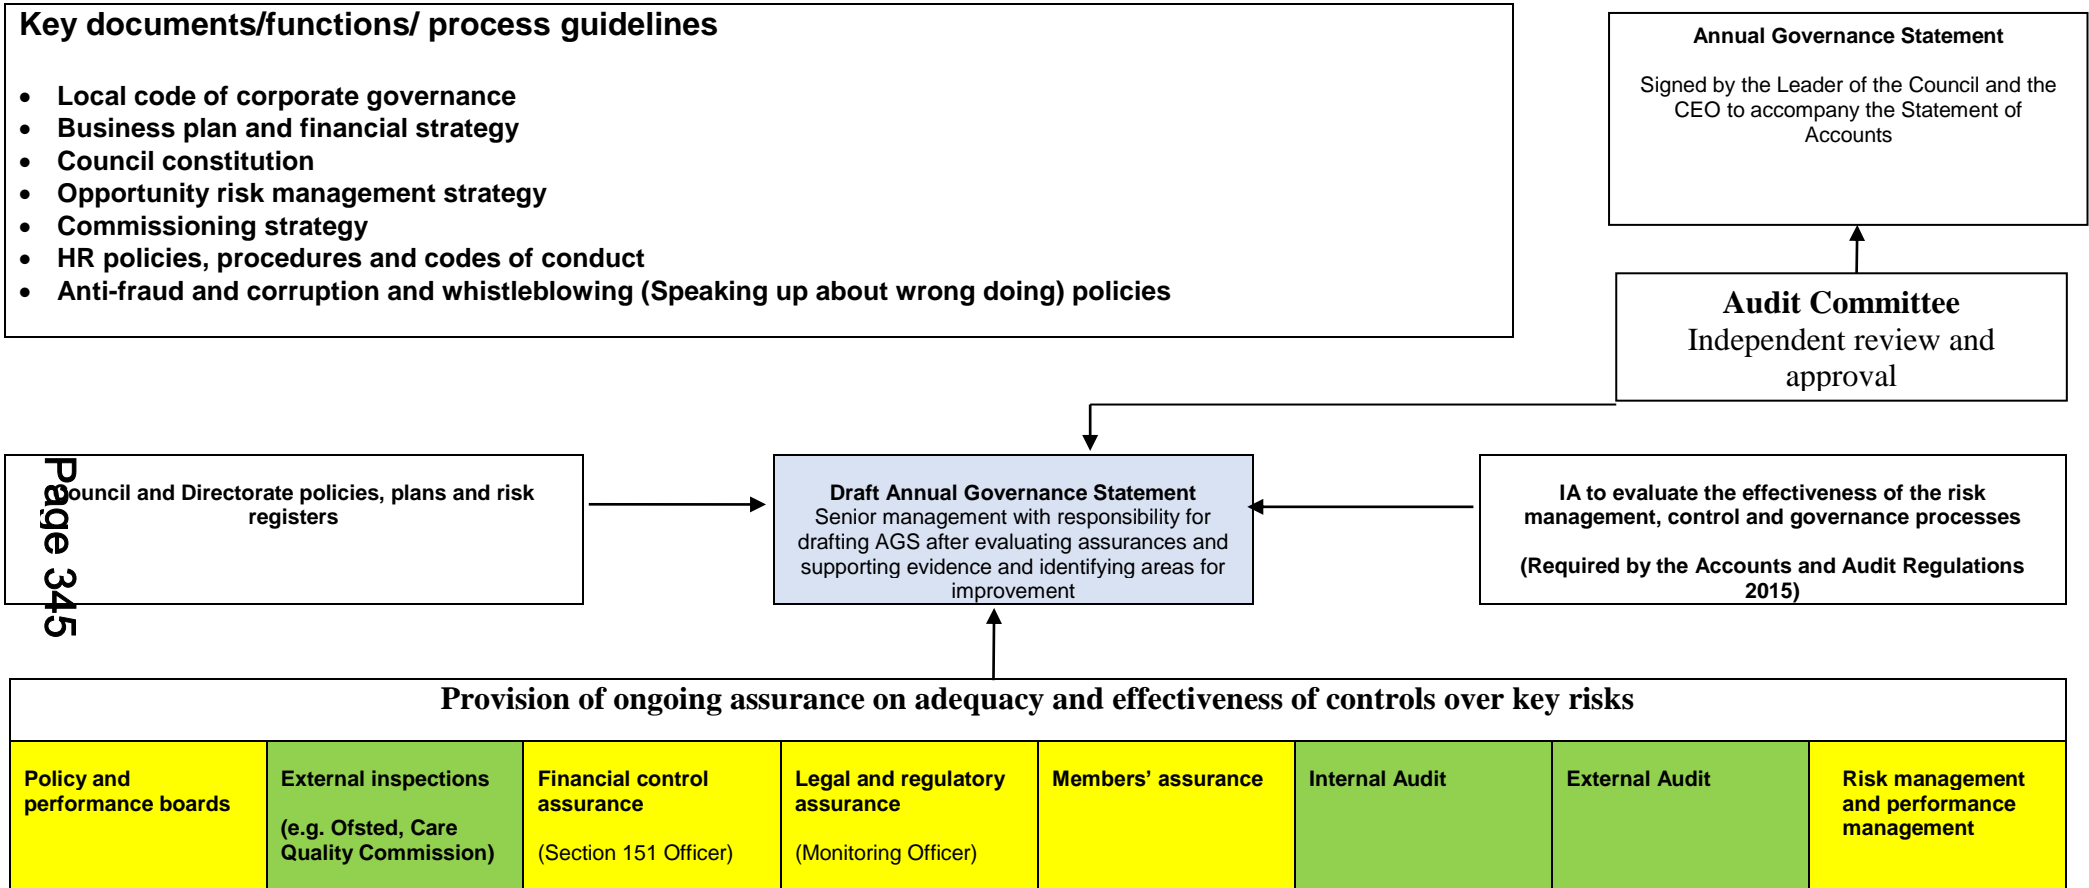 Key documents/functions/ process guidelines
• Local code of corporate governance
• Business plan and financial strategy
• Council constitution
• Opportunity risk management strategy
• Commissioning strategy
• HR policies, procedures and codes of conduct
• Anti-fraud and corruption and whistleblowing (Speaking up about wrong doing) policies
Annual Governance Statement
Signed by the Leader of the Council and the
CEO to accompany the Statement of
Accounts
Audit Committee
Independent review and
approval
Page 345
Council and Directorate policies, plans and risk
registers
Draft Annual Governance Statement
Senior management with responsibility for
drafting AGS after evaluating assurances and
supporting evidence and identifying areas for
improvement
IA to evaluate the effectiveness of the risk
management, control and governance processes
(Required by the Accounts and Audit Regulations
2015)
Provision of ongoing assurance on adequacy and effectiveness of controls over key risks
Policy and
performance boards
External inspections
(e.g. Ofsted, Care
Quality Commission)
Financial control
assurance
(Section 151 Officer)
Legal and regulatory
assurance
(Monitoring Officer)
Members’ assurance
Internal Audit
External Audit
Risk management
and performance
management